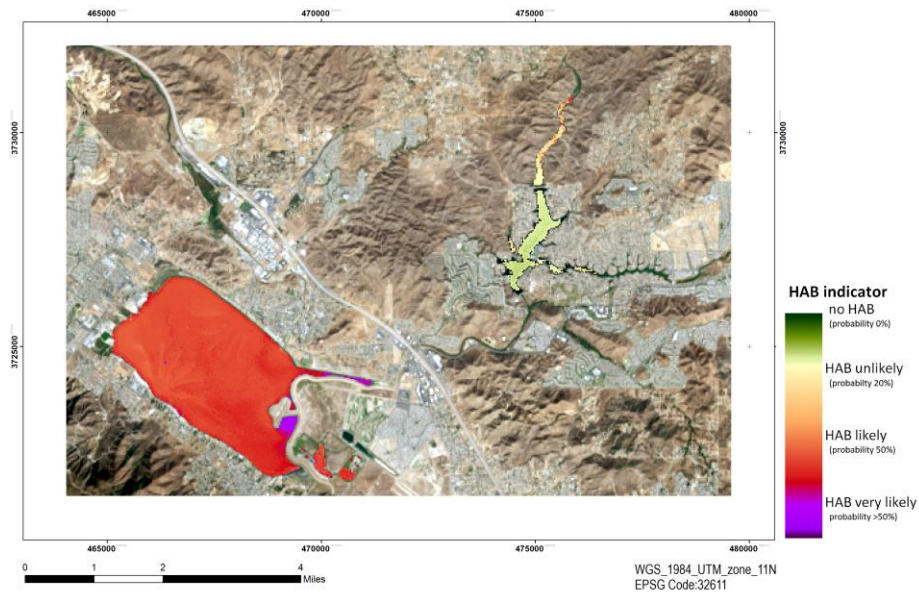 465000 470000 475000 480000
3730000 3730000
3725000 3725000
HAB indicator
no HAB
(probability 0%)
HAB unlikely
(probabilty 20%)
HAB likely
(probability 50%)
HAB very likely
probability >50%)
465000 470000 475000 480000
0 1 2 4
Miles
WGS_1984_UTM_zone_11N
EPSG Code:32611